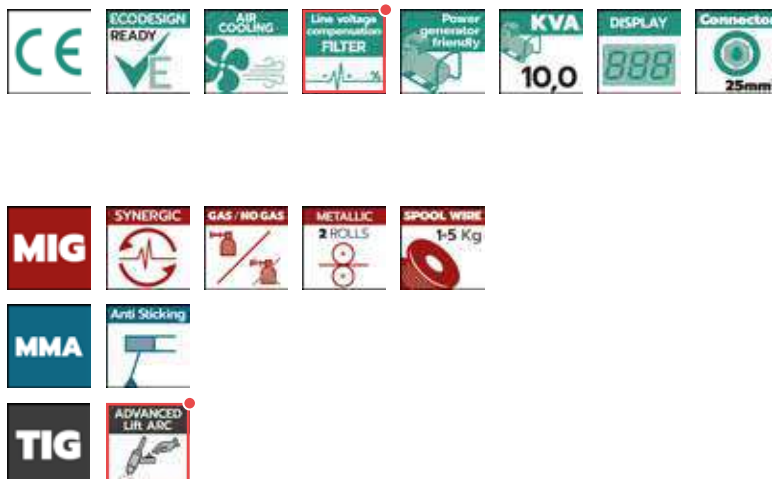 CE
ECODESIGN
READY
E
AIR
COOLING
Line voltage
compensation
FILTER
%
Power
generator
friendly
KVA
10,0
DISPLAY
888
Connector
25mm
MIG
SYNERGIC
GAS / NO GAS
METALLIC
2 ROLLS
SPOOL WIRE
1-5 Kg
MMA
Anti Sticking
TIG
ADVANCED
Lift ARC